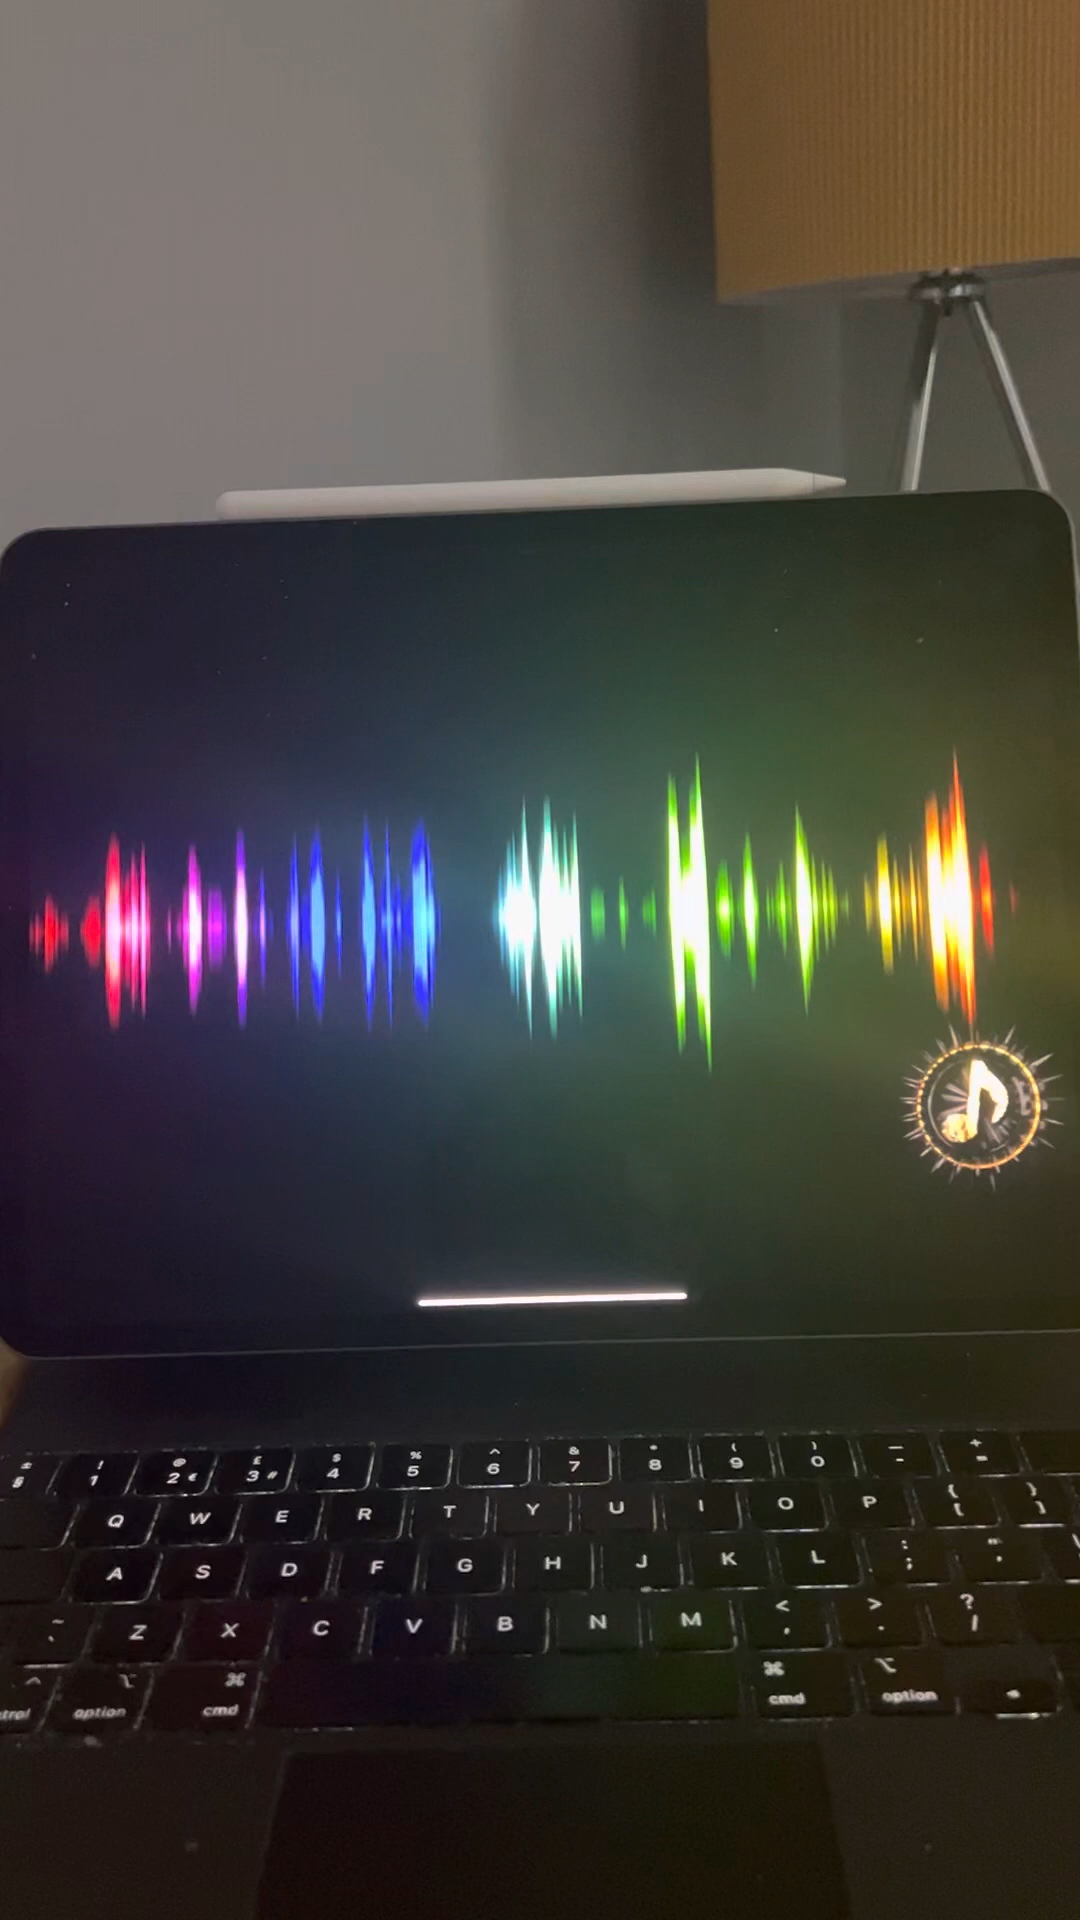 ± § ! 1 @ 2 € £ 3 # $ 4 % 5 ^ 6 & 7 * 8 ( 9 ) 0 _ - + =
Q W E R T Y U I O P { [ } ]
A S D F G H J K L : ; " '
~ ` Z X C V B N M < , > . ? /
^ ⌥ ⌘ ⌘ ⌥
option cmd cmd option ◂